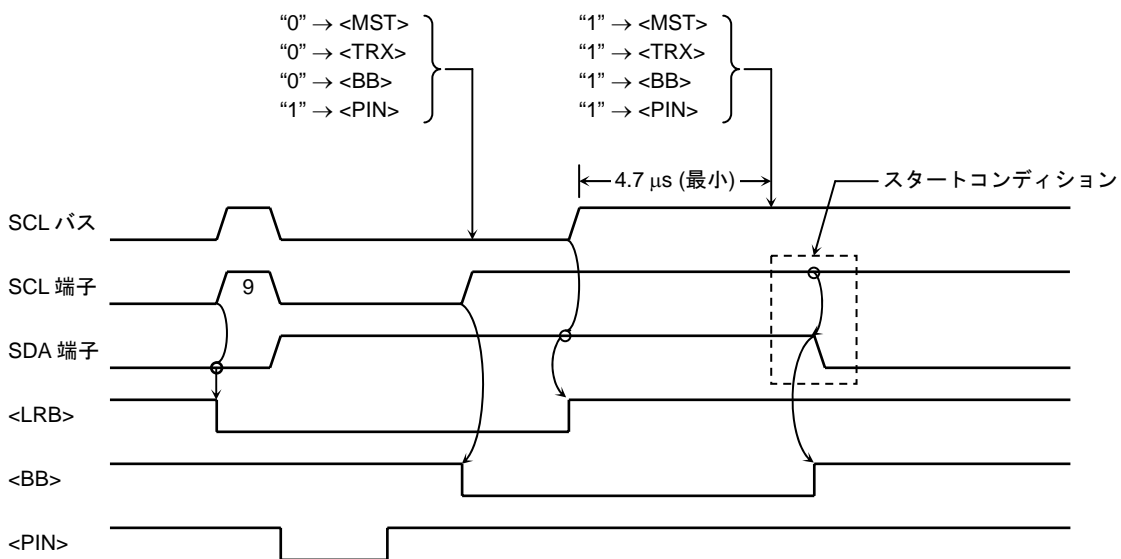 “0” → <MST>
“0” → <TRX>
“0” → <BB>
“1” → <PIN>
“1” → <MST>
“1” → <TRX>
“1” → <BB>
“1” → <PIN>
4.7 μs (最小)
スタートコンディション
SCL バス
SCL 端子
9
SDA 端子
<LRB>
<BB>
<PIN>